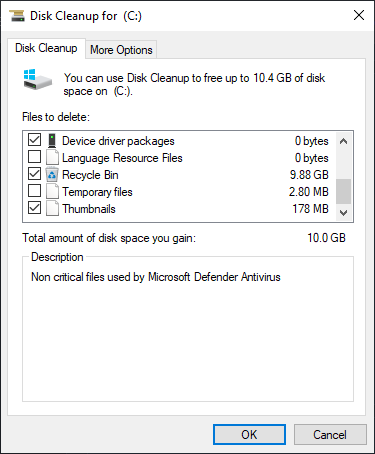 Disk Cleanup for  (C:)
Disk Cleanup
More Options
You can use Disk Cleanup to free up to 10.4 GB of disk
space on  (C:).
Files to delete:
Device driver packages 0 bytes
Language Resource Files 0 bytes
Recycle Bin 9.88 GB
Temporary files 2.80 MB
Thumbnails 178 MB
Total amount of disk space you gain: 10.0 GB
Description
Non critical files used by Microsoft Defender Antivirus
OK
Cancel